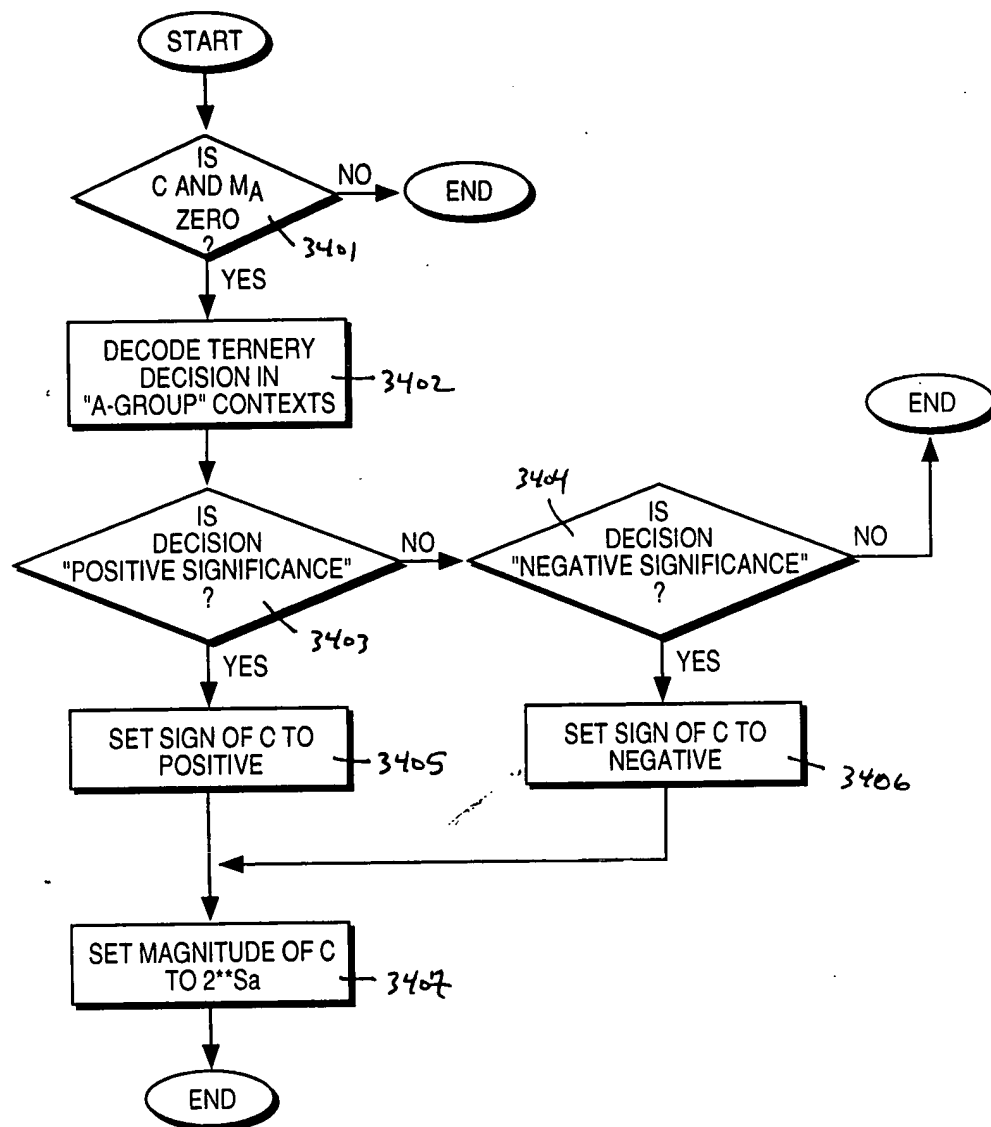 START
IS
C AND MA
ZERO
?
NO
END
3401
YES
DECODE TERNERY
DECISION IN
"A-GROUP" CONTEXTS
3402
END
3404
IS
DECISION
"POSITIVE SIGNIFICANCE"
?
NO
IS
DECISION
"NEGATIVE SIGNIFICANCE"
?
NO
3403
YES
YES
SET SIGN OF C TO
POSITIVE
3405
SET SIGN OF C TO
NEGATIVE
3406
SET MAGNITUDE OF C
TO 2**Sa
3407
END